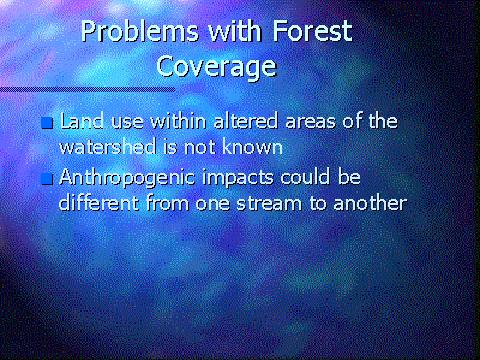 Problems with Forest
Coverage
Land use within altered areas of the
watershed is not known
Anthropogenic impacts could be
different from one stream to another